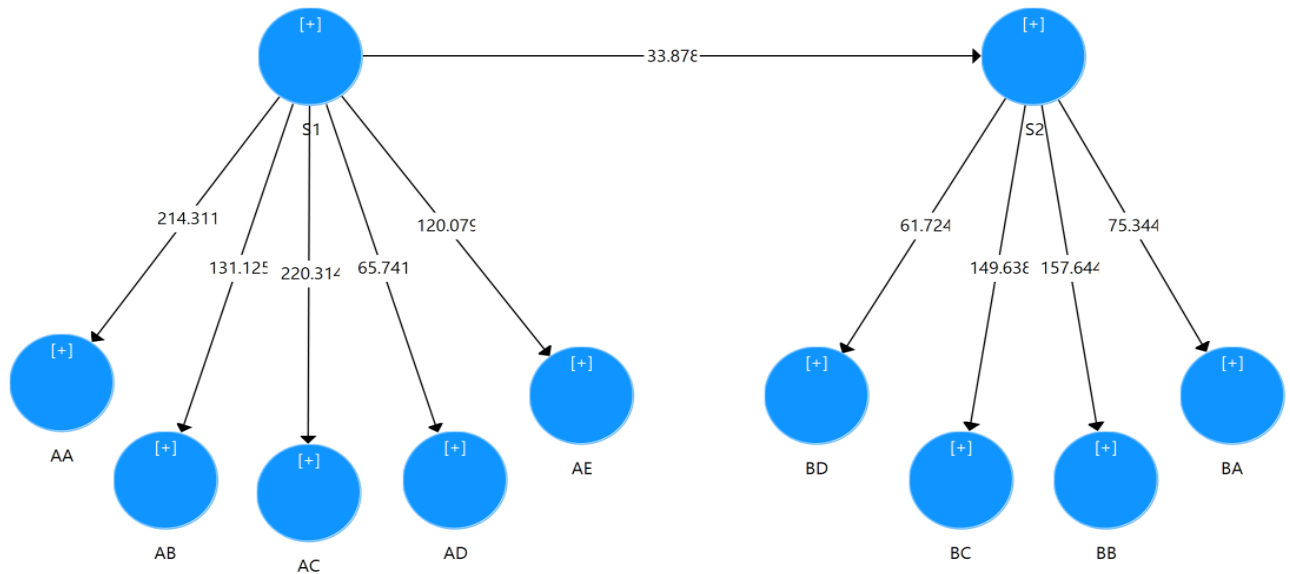 [+]
[+]
33.878
S1
S2
214.311
131.125
220.314
65.741
120.079
61.724
149.638
157.644
75.344
[+]
[+]
[+]
[+]
[+]
[+]
[+]
[+]
[+]
AA
AB
AC
AD
AE
BD
BC
BB
BA